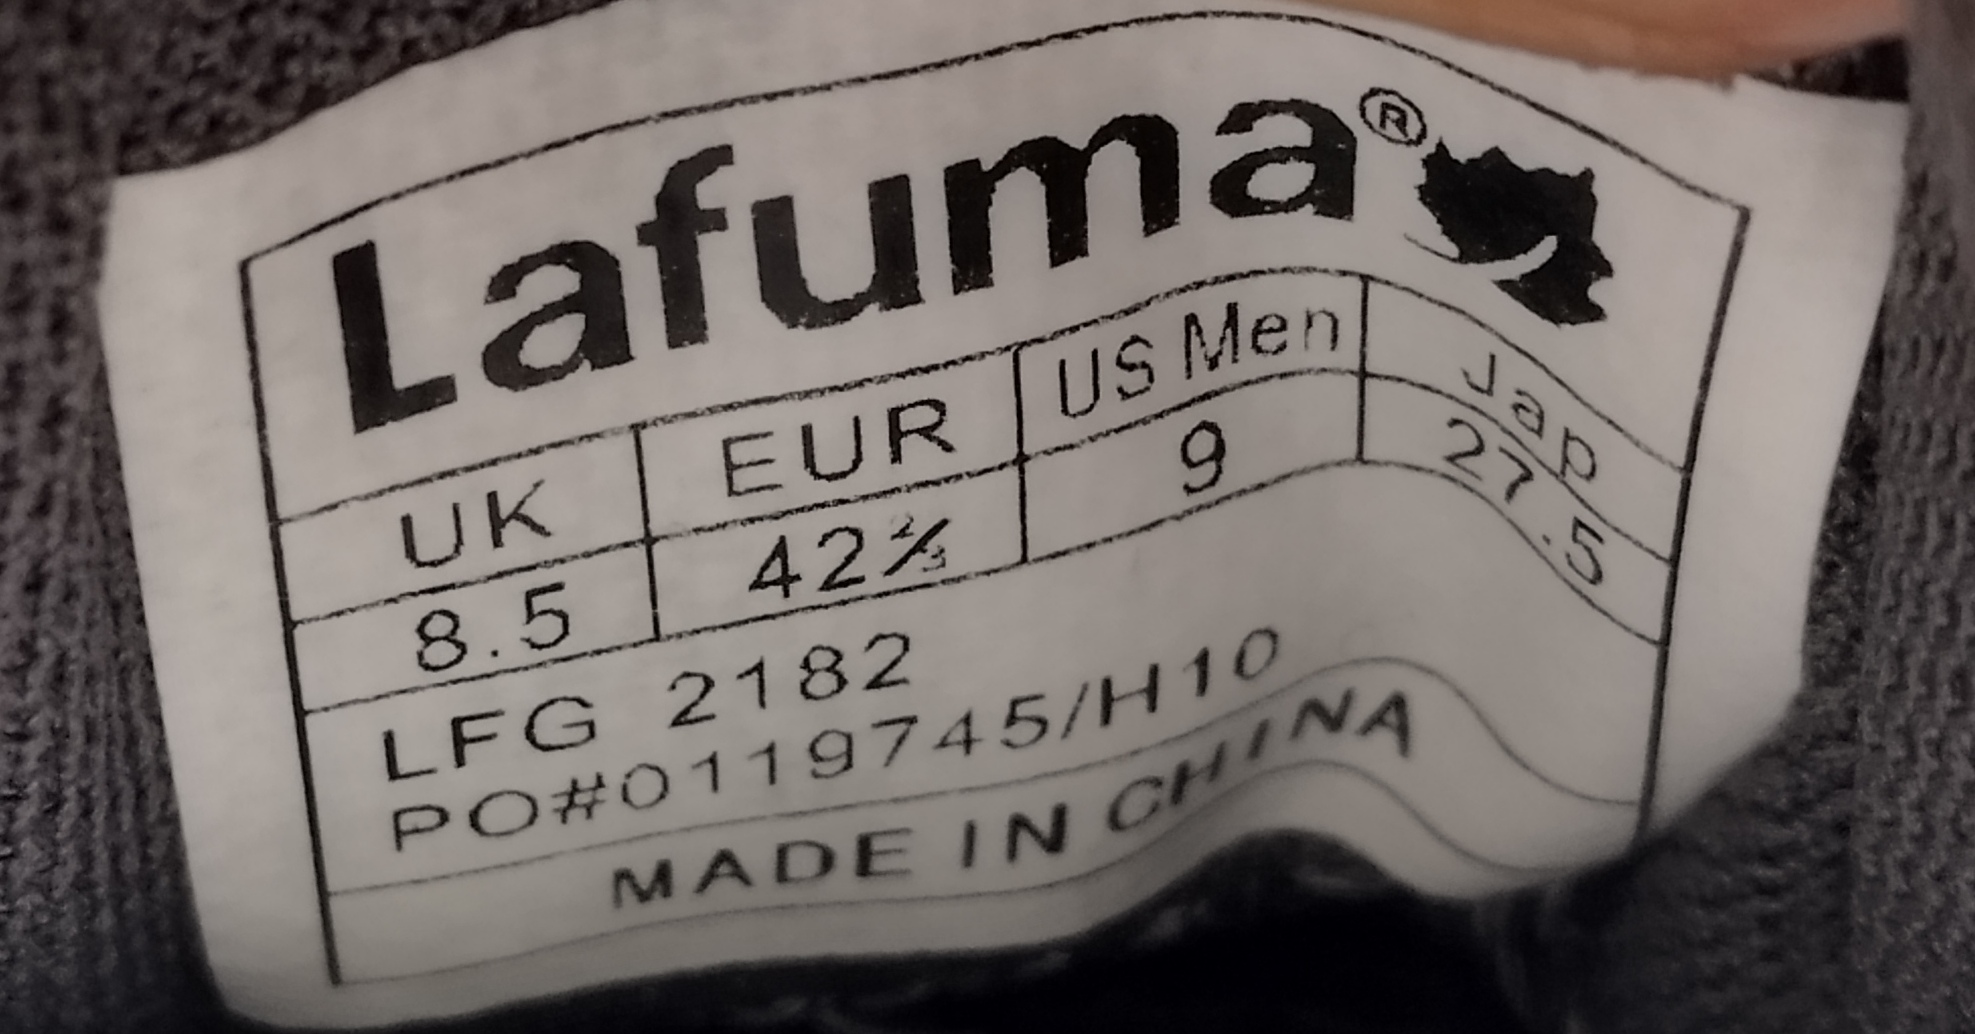 Lafuma®
UK EUR US Men Jap
8.5 42⅔ 9 27.5
LFG 2182
PO#0119745/H10
MADE IN CHINA